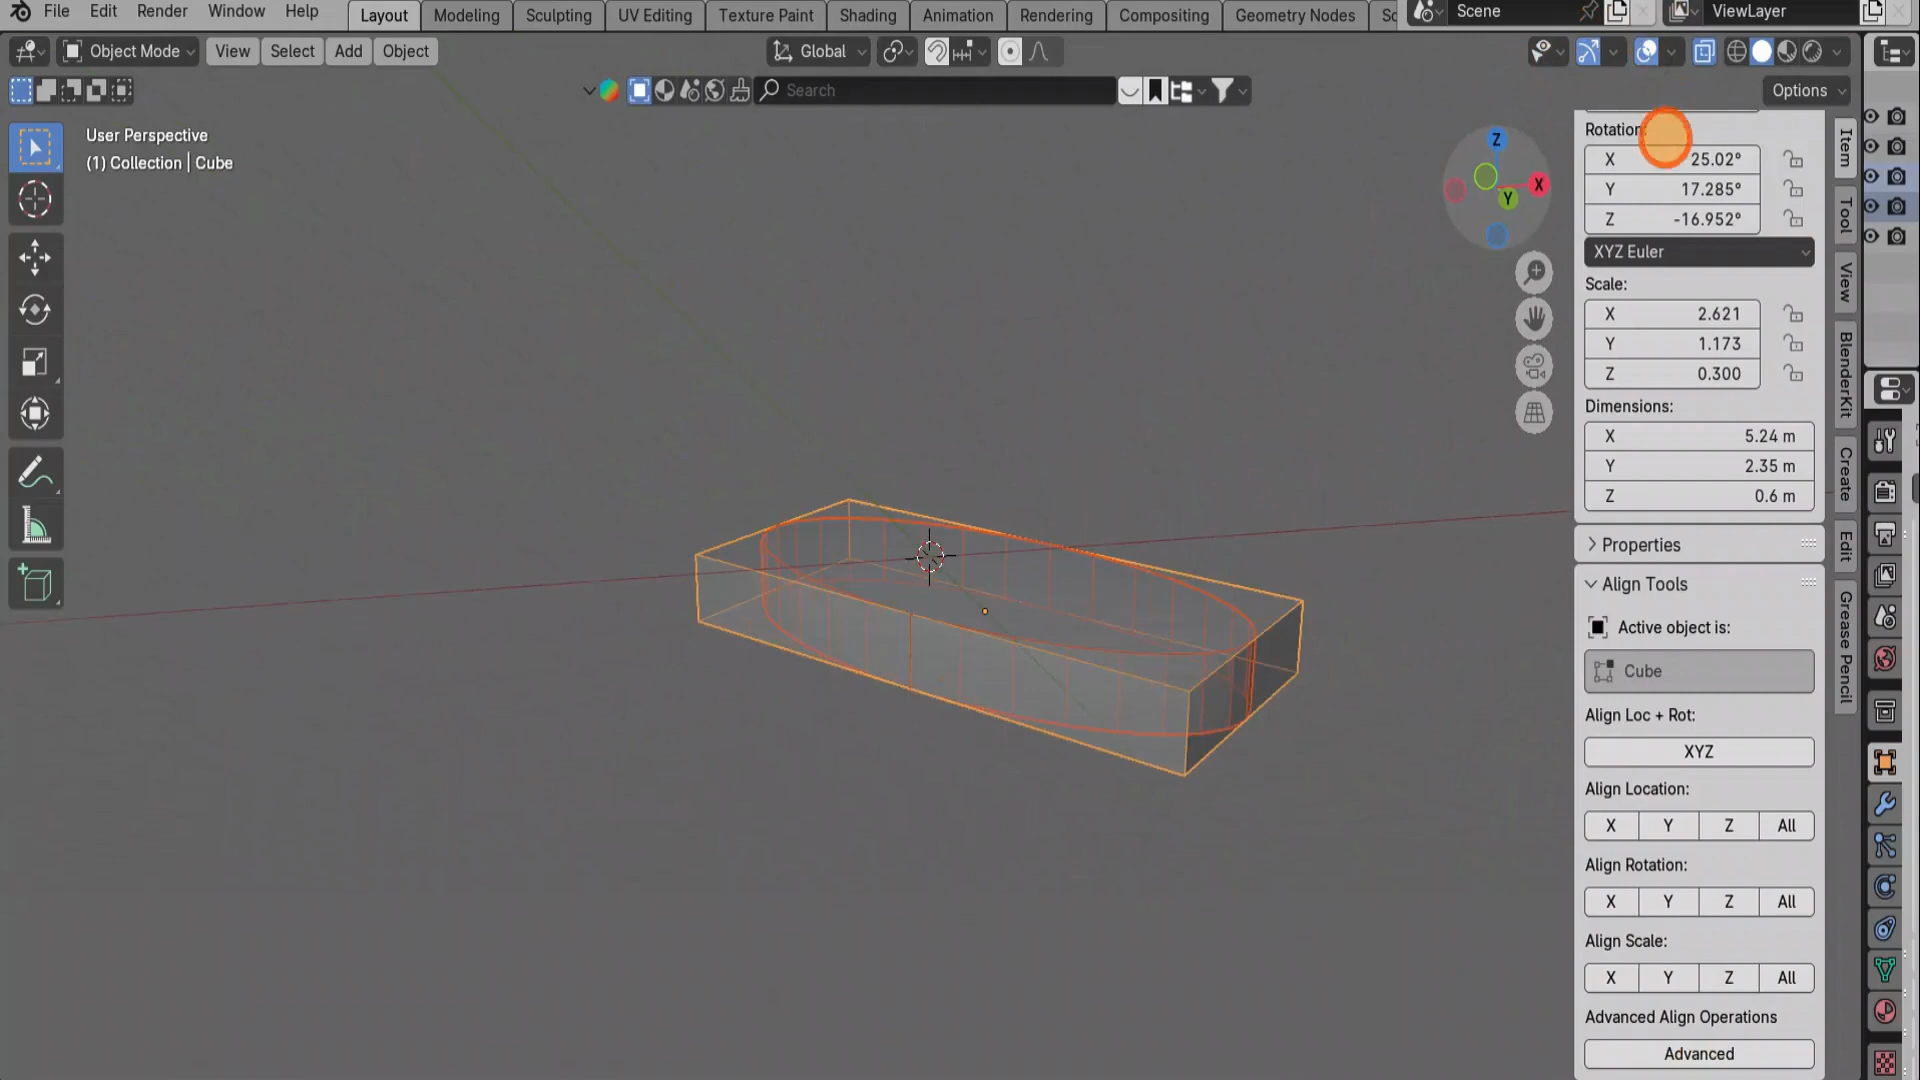 File Edit Render Window Help Layout Modeling Sculpting UV Editing Texture Paint Shading Animation Rendering Compositing Geometry Nodes Sc Scene ViewLayer
Object Mode View Select Add Object Global
Search Options
User Perspective
(1) Collection | Cube
Z
X
Y
Rotation:
X 25.02°
Y 17.285°
Z -16.952°
XYZ Euler
Scale:
X 2.621
Y 1.173
Z 0.300
Dimensions:
X 5.24 m
Y 2.35 m
Z 0.6 m
Properties
Align Tools
Active object is:
Cube
Align Loc + Rot:
XYZ
Align Location:
X Y Z All
Align Rotation:
X Y Z All
Align Scale:
X Y Z All
Advanced Align Operations
Advanced
Item
Tool
View
BlenderKit
Create
Edit
Grease Pencil